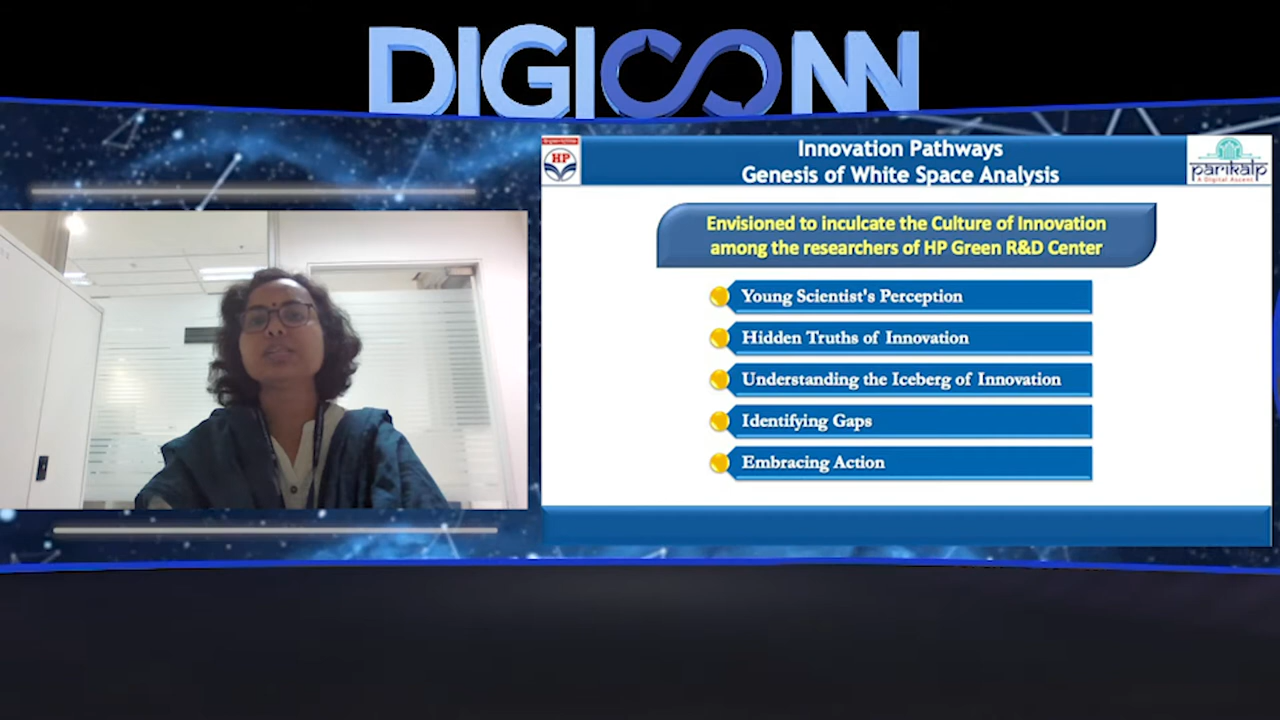 DIGICONN
Innovation Pathways
Genesis of White Space Analysis
HP
parikalp
A Digital Ascent
Envisioned to inculcate the Culture of Innovation
among the researchers of HP Green R&D Center
Young Scientist's Perception
Hidden Truths of Innovation
Understanding the Iceberg of Innovation
Identifying Gaps
Embracing Action